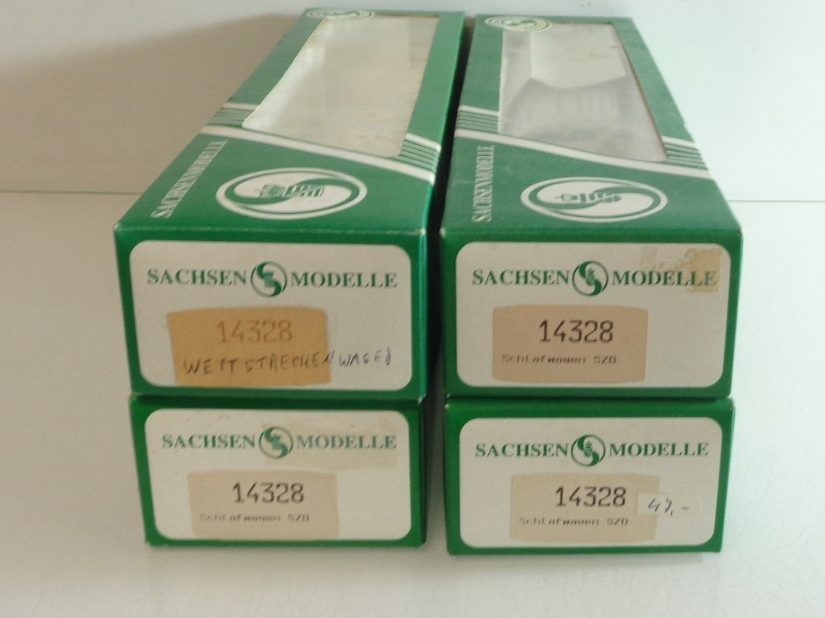 SACHSENMODELLE
SACHSEN MODELLE
14328
WEITSTRECKENWAGEN
SACHSENMODELLE
SACHSEN MODELLE
14328
Schlafwagen SZD
SACHSEN MODELLE
14328
Schlafwagen SZD
SACHSEN MODELLE
14328
Schlafwagen SZD
47,-